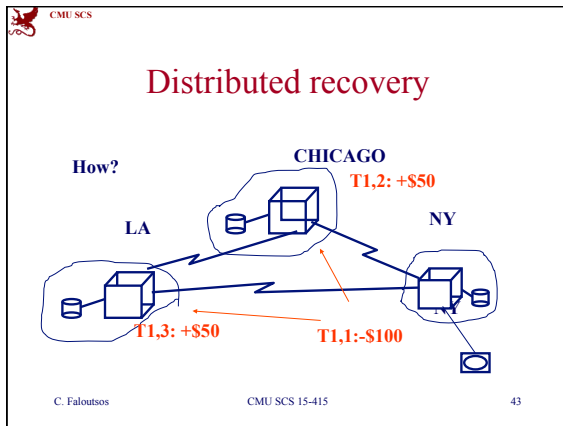 CMU SCS
Distributed recovery
How?
CHICAGO
T1,2: +$50
LA
NY
NY
T1,3: +$50
T1,1:-$100
C. Faloutsos
CMU SCS 15-415
43